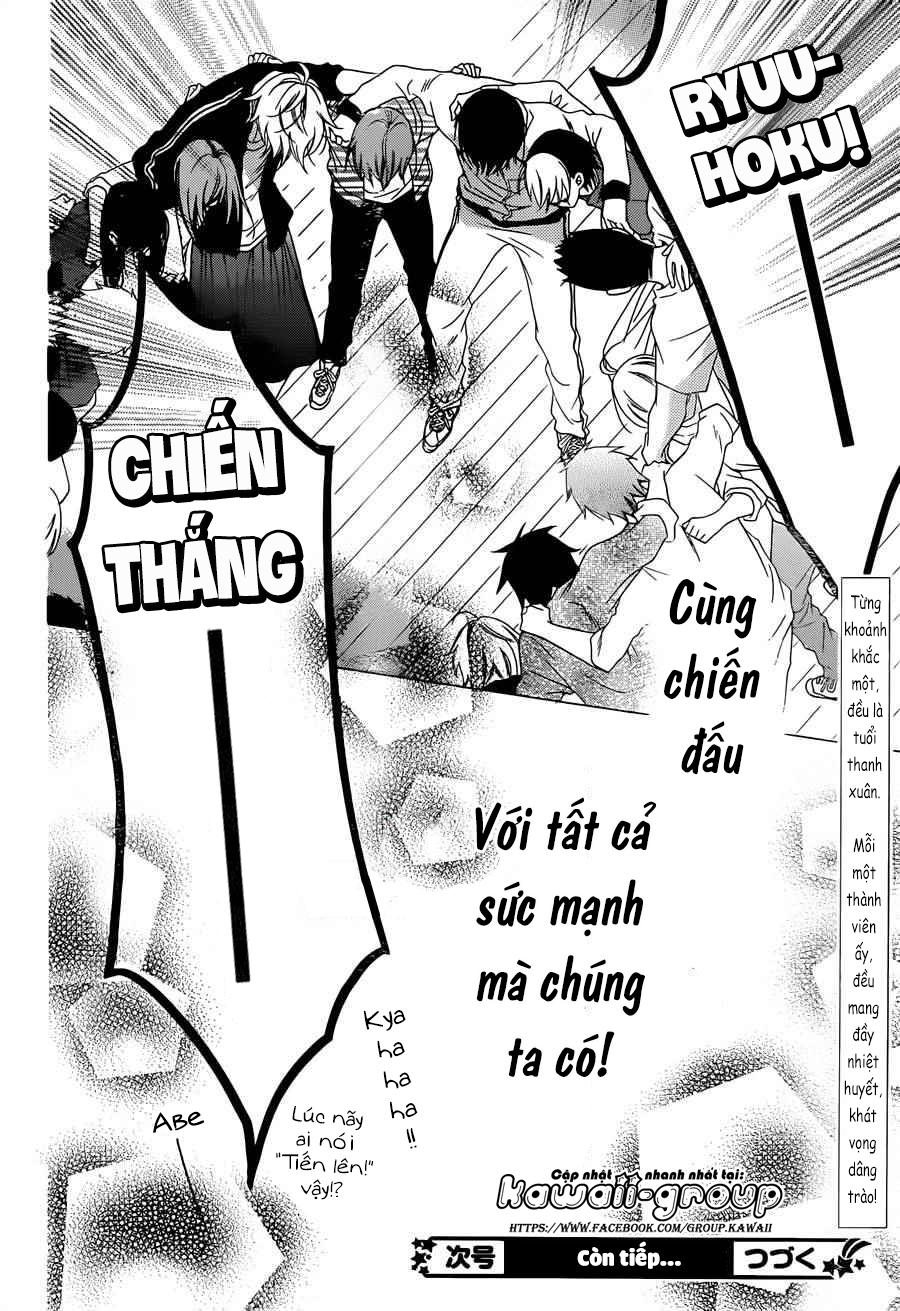 RYUU-
HOKU!
CHIẾN
THẮNG
Cùng
chiến
đấu
Với tất cả
sức mạnh
mà chúng
ta có!
Từng
khoảnh
khắc
một,
đều là
tuổi
thanh
xuân.
Mỗi
một
thành
viên
ấy,
đều
mang
đầy
nhiệt
huyết,
khát
vọng
dâng
trào!
Kya
ha
ha
ha
!!
Lúc nãy
ai nói
"Tiến lên!"
vậy!?
ABE
Cập nhật nhanh nhất tại:
kawaii-group
HTTPS://WWW.FACEBOOK.COM/GROUP.KAWAII
次号 Còn tiếp... つづく